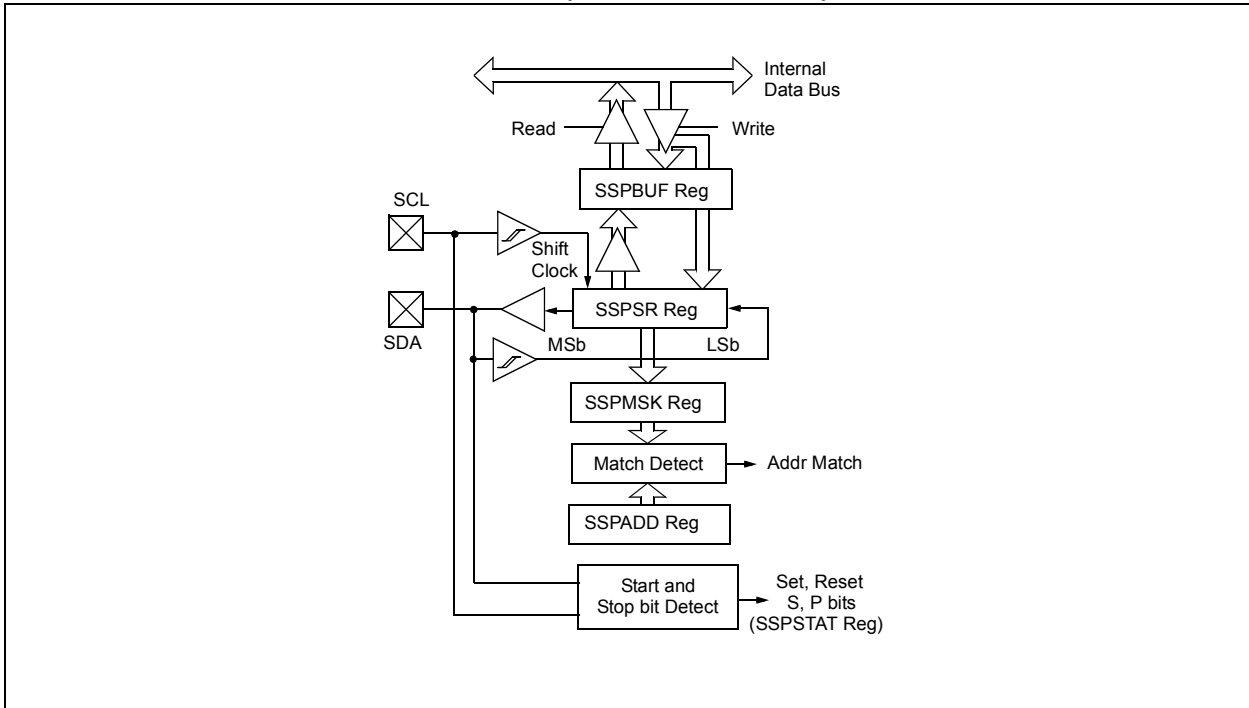 Internal
Data Bus
Read
Write
SSPBUF Reg
SCL
Shift
Clock
SSPSR Reg
SDA
MSb
LSb
SSPMSK Reg
Match Detect
Addr Match
SSPADD Reg
Start and
Stop bit Detect
Set, Reset
S, P bits
(SSPSTAT Reg)